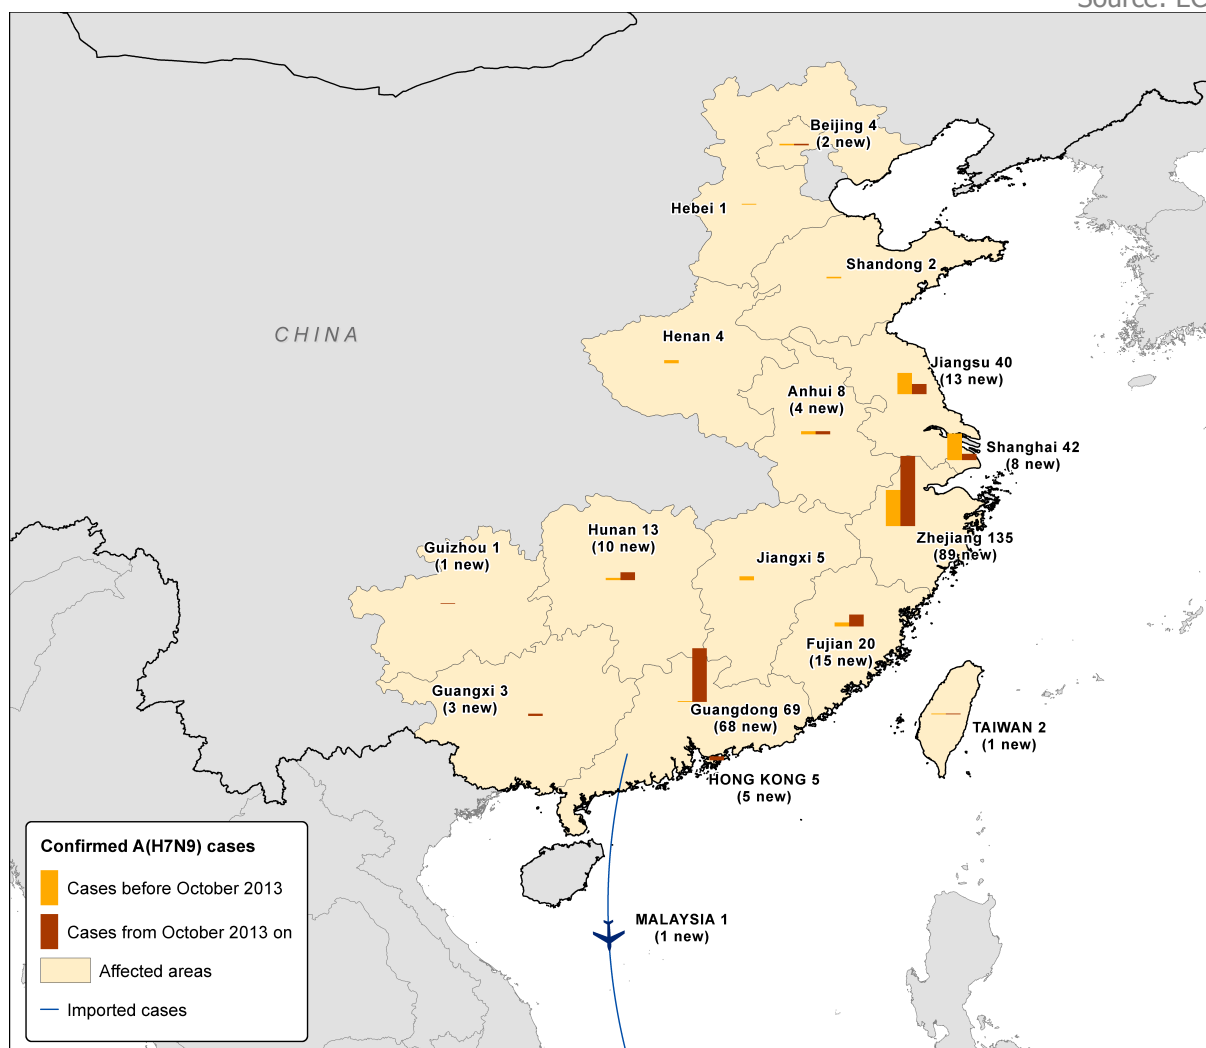 Beijing 4
(2 new)
Hebei 1
Shandong 2
CHINA
Henan 4
Jiangsu 40
(13 new)
Anhui 8
(4 new)
Shanghai 42
(8 new)
Zhejiang 135
(89 new)
Hunan 13
(10 new)
Guizhou 1
(1 new)
Jiangxi 5
Fujian 20
(15 new)
Guangxi 3
(3 new)
Guangdong 69
(68 new)
TAIWAN 2
(1 new)
HONG KONG 5
(5 new)
MALAYSIA 1
(1 new)
Confirmed A(H7N9) cases
Cases before October 2013
Cases from October 2013 on
Affected areas
Imported cases